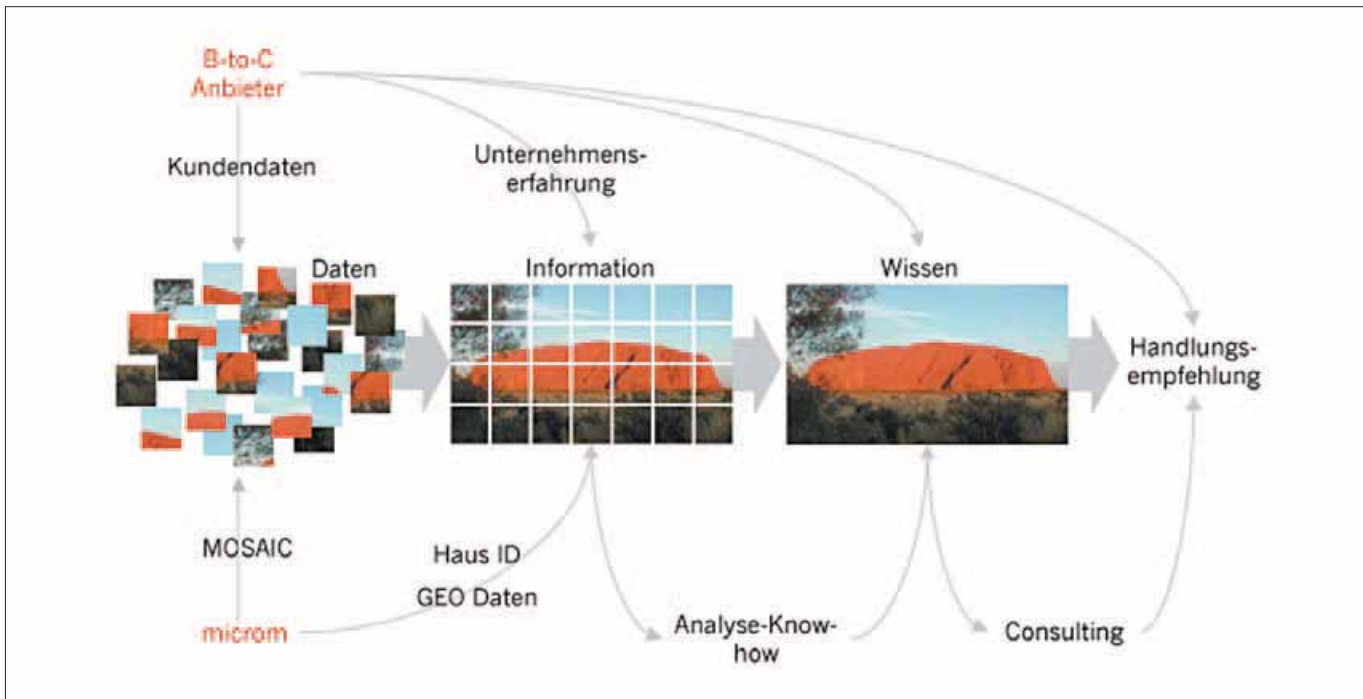 B-to-C
Anbieter
Kundendaten
Unternehmens-
erfahrung
Daten
Information
Wissen
Handlungs-
empfehlung
MOSAIC
Haus ID
GEO Daten
microm
Analyse-Know-
how
Consulting